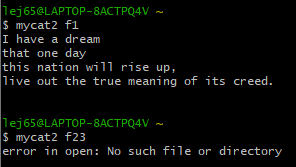 lej65@LAPTOP-8ACTPQ4V ~
$ mycat2 f1
I have a dream
that one day
this nation will rise up,
live out the true meaning of its creed.
lej65@LAPTOP-8ACTPQ4V ~
$ mycat2 f23
error in open: No such file or directory